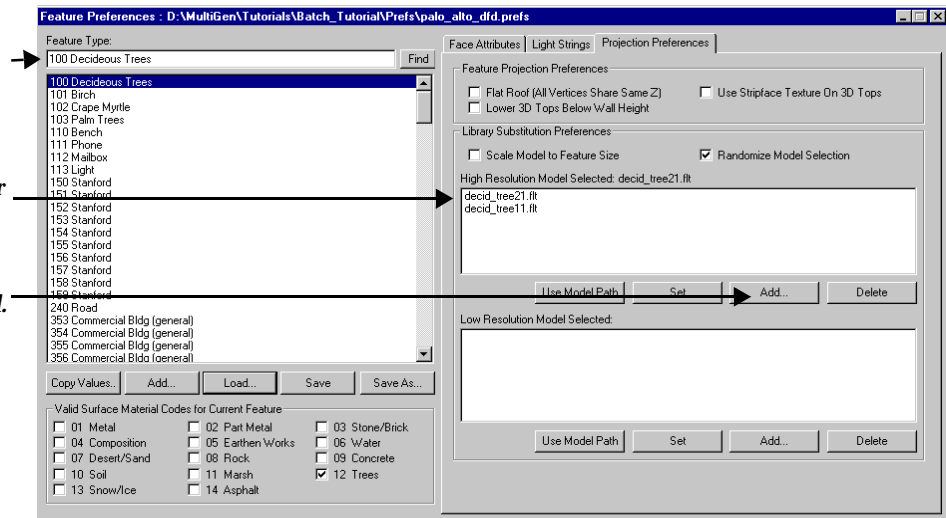 Feature Preferences : D:\MultiGen\Tutorials\Batch_Tutorial\Prefs\palo_alto_dfd.prefs
Feature Type:
100 Decideous Trees
Find
100 Decideous Trees
101 Birch
102 Crape Myrtle
103 Palm Trees
110 Bench
111 Phone
112 Mailbox
113 Light
150 Stanford
151 Stanford
152 Stanford
153 Stanford
154 Stanford
155 Stanford
156 Stanford
157 Stanford
158 Stanford
159 Stanford
240 Road
353 Commercial Bldg (general)
354 Commercial Bldg (general)
355 Commercial Bldg (general)
356 Commercial Bldg (general)
r
d.
Copy Values..
Add...
Load...
Save
Save As...
Valid Surface Material Codes for Current Feature
01 Metal
02 Part Metal
03 Stone/Brick
04 Composition
05 Earthen Works
06 Water
07 Desert/Sand
08 Rock
09 Concrete
10 Soil
11 Marsh
12 Trees
13 Snow/Ice
14 Asphalt
Face Attributes
Light Strings
Projection Preferences
Feature Projection Preferences
Flat Roof (All Vertices Share Same Z)
Use Stripface Texture On 3D Tops
Lower 3D Tops Below Wall Height
Library Substitution Preferences
Scale Model to Feature Size
Randomize Model Selection
High Resolution Model Selected: decid_tree21.flt
decid_tree21.flt
decid_tree11.flt
Use Model Path
Set
Add...
Delete
Low Resolution Model Selected:
Use Model Path
Set
Add...
Delete